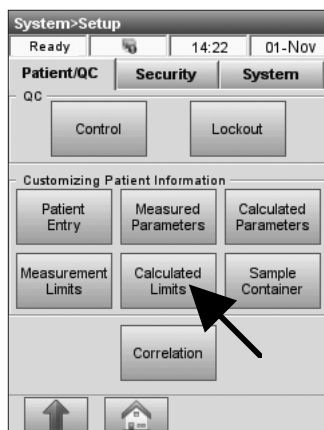 System>Setup
Ready 14:22 01-Nov
Patient/QC Security System
QC
Control Lockout
Customizing Patient Information
Patient Entry Measured Parameters Calculated Parameters
Measurement Limits Calculated Limits Sample Container
Correlation